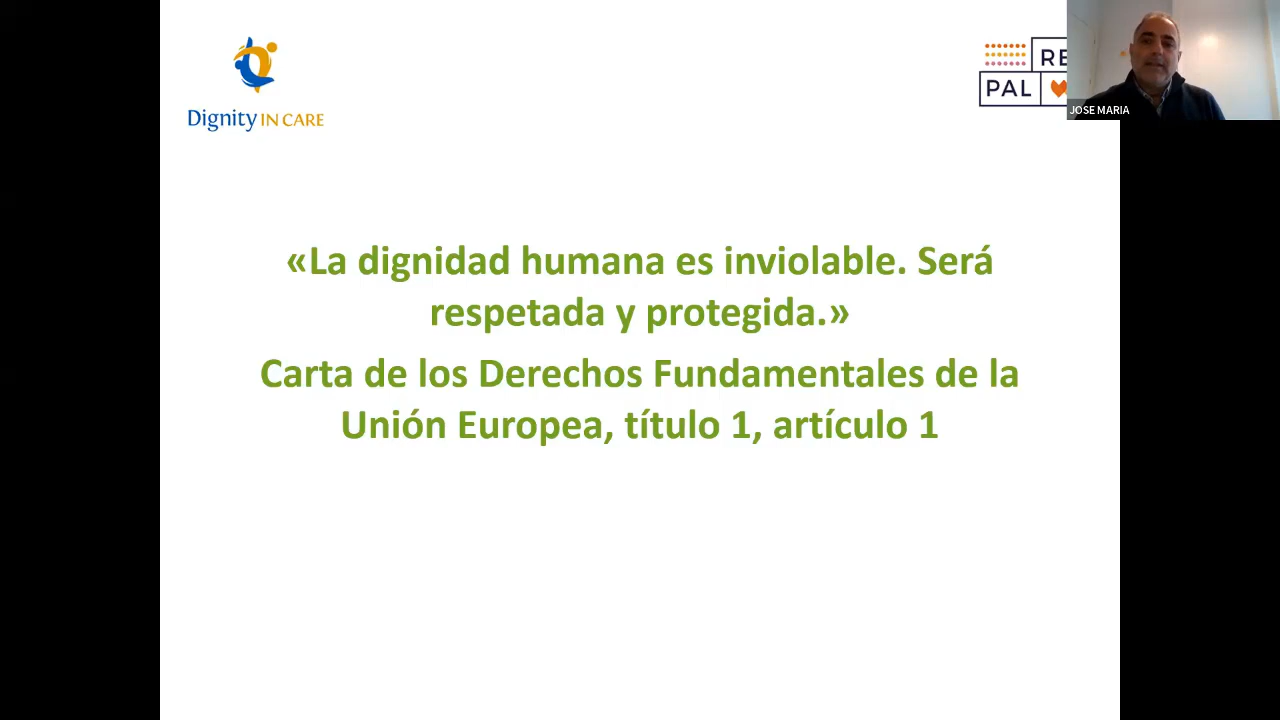 Dignity IN CARE
RE
PAL
JOSE MARIA
«La dignidad humana es inviolable. Será
respetada y protegida.»
Carta de los Derechos Fundamentales de la
Unión Europea, título 1, artículo 1